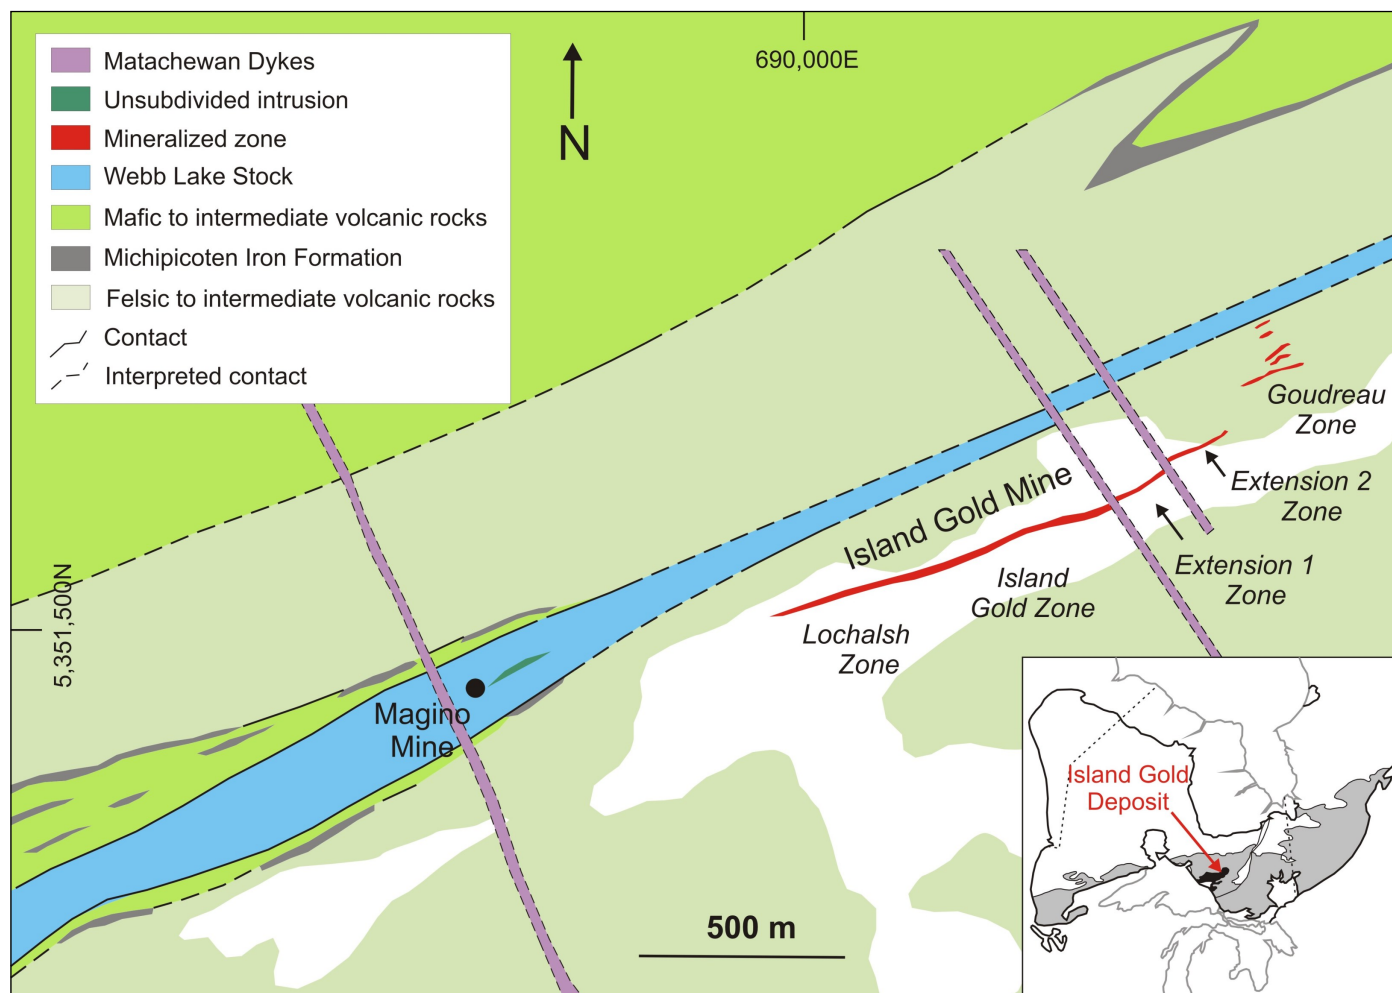 Matachewan Dykes
Unsubdivided intrusion
Mineralized zone
Webb Lake Stock
Mafic to intermediate volcanic rocks
Michipicoten Iron Formation
Felsic to intermediate volcanic rocks
Contact
Interpreted contact
N
690,000E
5,351,500N
Goudreau
Zone
Extension 2
Zone
Extension 1
Zone
Island Gold Mine
Island
Gold Zone
Lochalsh
Zone
Magino
Mine
500 m
Island Gold
Deposit